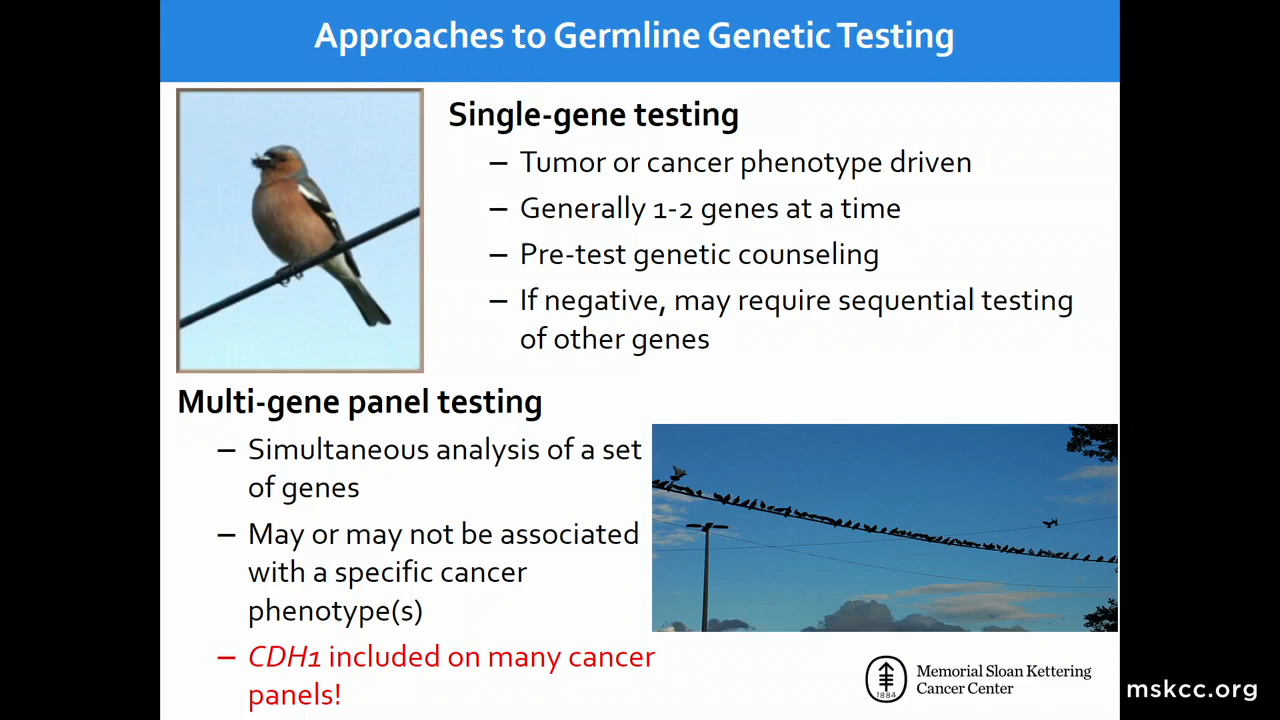 Approaches to Germline Genetic Testing
Single-gene testing
– Tumor or cancer phenotype driven
– Generally 1-2 genes at a time
– Pre-test genetic counseling
– If negative, may require sequential testing
of other genes
Multi-gene panel testing
– Simultaneous analysis of a set
of genes
– May or may not be associated
with a specific cancer
phenotype(s)
– CDH1 included on many cancer
panels!
1884
Memorial Sloan Kettering
Cancer Center
mskcc.org